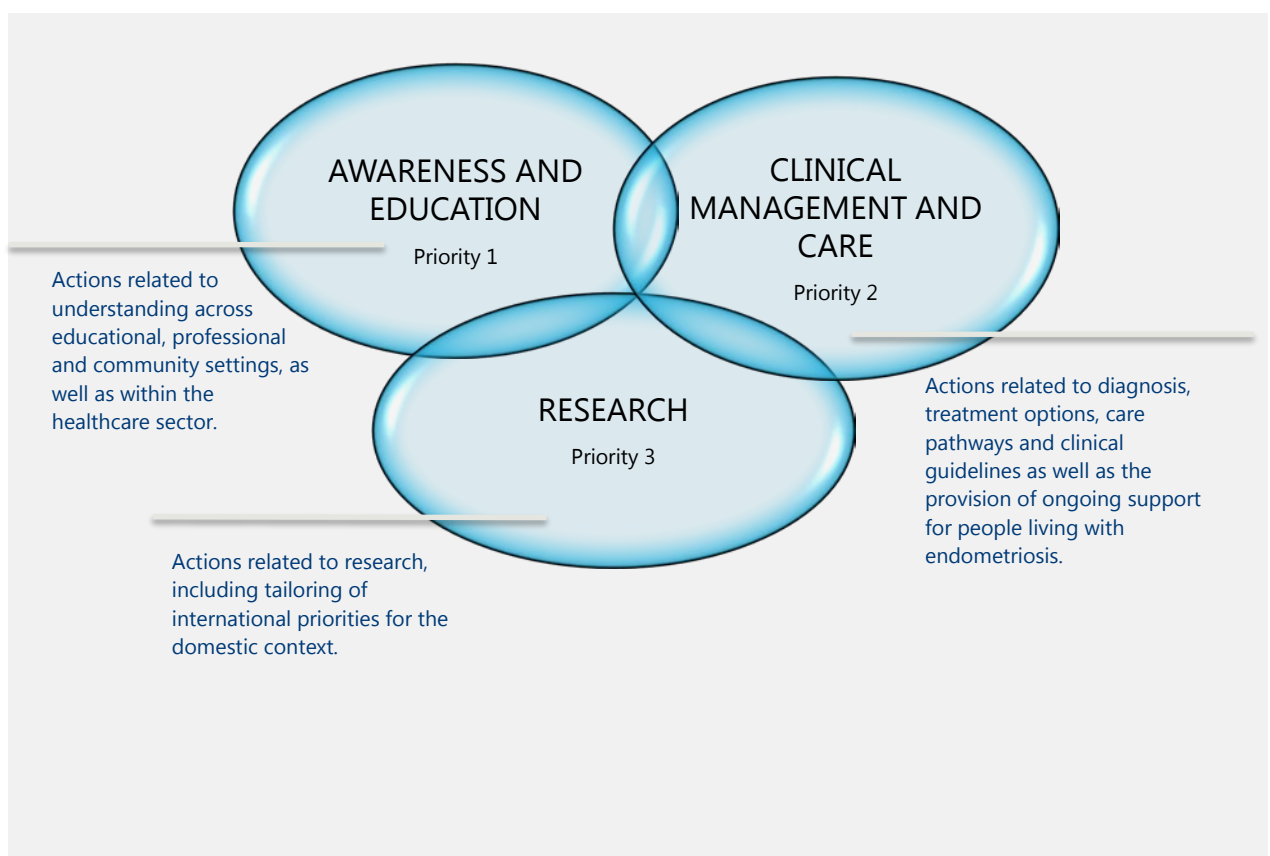 AWARENESS AND
EDUCATION
Priority 1
CLINICAL
MANAGEMENT AND
CARE
Priority 2
Actions related to
understanding across
educational, professional
and community settings, as
well as within the
healthcare sector.
RESEARCH
Priority 3
Actions related to diagnosis,
treatment options, care
pathways and clinical
guidelines as well as the
provision of ongoing support
for people living with
endometriosis.
Actions related to research,
including tailoring of
international priorities for the
domestic context.